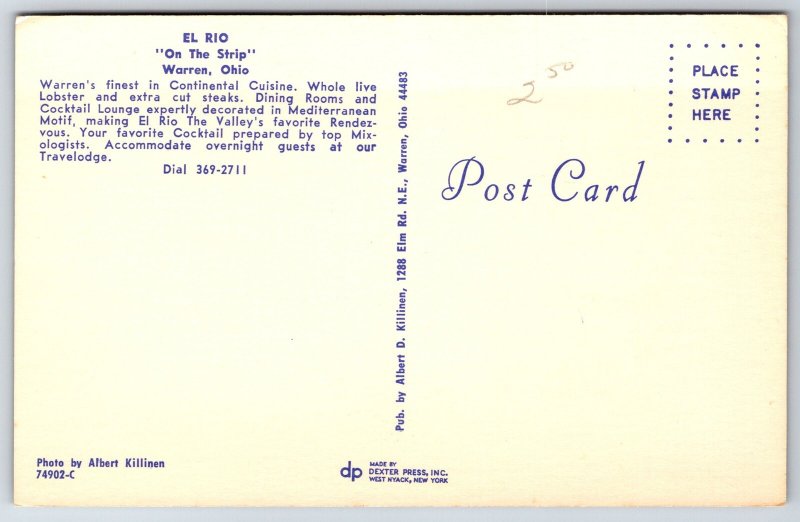 EL RIO
"On The Strip"
Warren, Ohio
Warren's finest in Continental Cuisine. Whole live
Lobster and extra cut steaks. Dining Rooms and
Cocktail Lounge expertly decorated in Mediterranean
Motif, making El Rio The Valley's favorite Rendez-
vous. Your favorite Cocktail prepared by top Mix-
ologists. Accommodate overnight guests at our
Travelodge.
Dial 369-2711
Photo by Albert Killinen
74902-C
Pub. by Albert D. Killinen, 1288 Elm Rd. N.E., Warren, Ohio 44483
dp
MADE BY
DEXTER PRESS, INC.
WEST NYACK, NEW YORK
2 50
PLACE
STAMP
HERE
Post Card